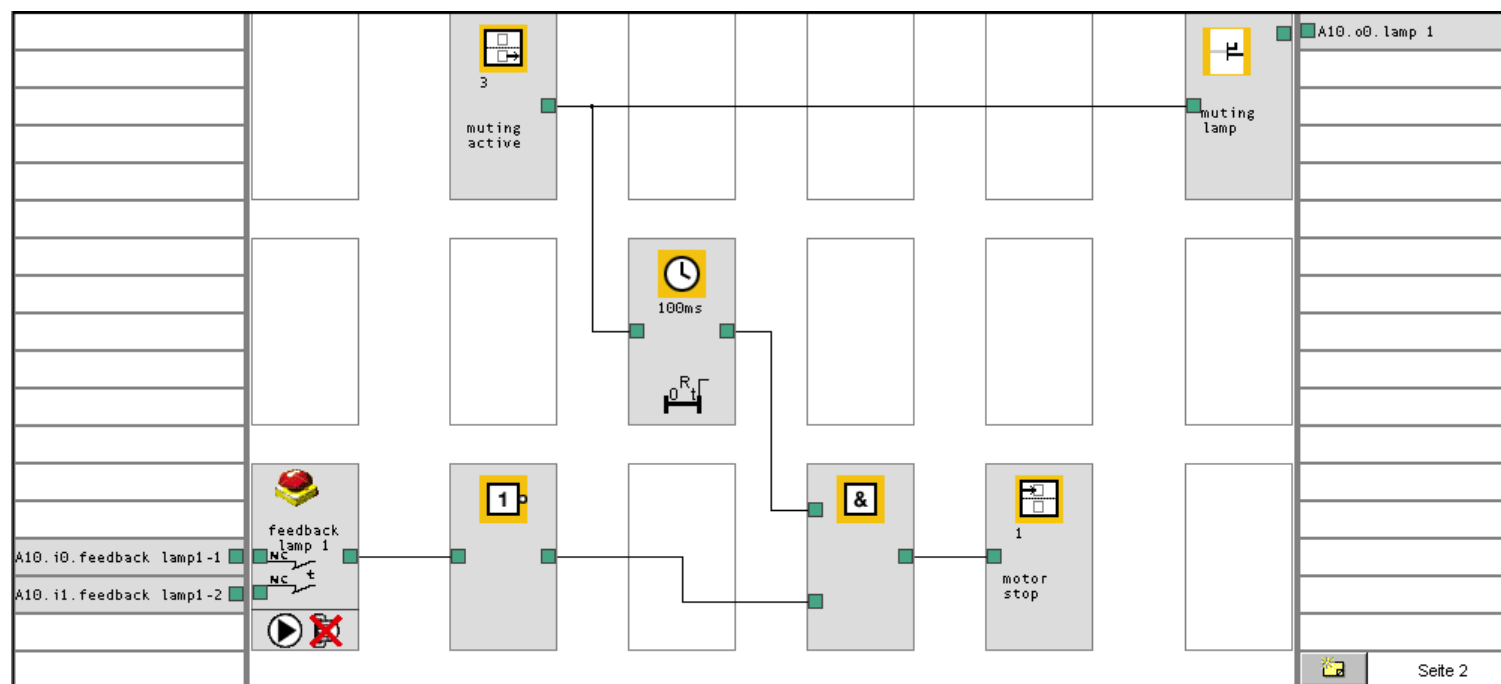 A10.o0.lamp 1
3
muting
active
muting
lamp
100ms
0 R t
feedback
lamp 1
1
&
1
A10.i0.feedback lamp1-1
NC
t
A10.i1.feedback lamp1-2
NC
motor
stop
Seite 2